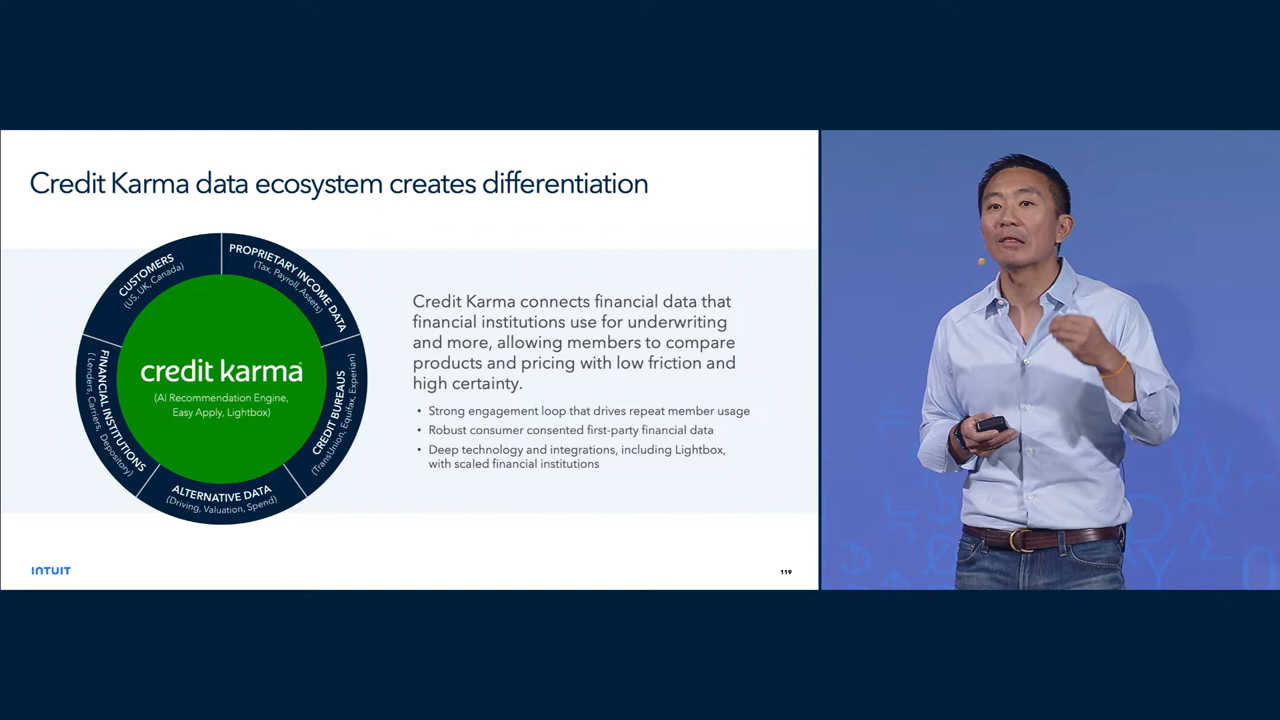 Credit Karma data ecosystem creates differentiation
CUSTOMERS
(US, UK, Canada)
PROPRIETARY INCOME DATA
(Tax, Payroll, Assets)
CREDIT BUREAUS
(TransUnion, Equifax, Experian)
ALTERNATIVE DATA
(Driving, Valuation, Spend)
FINANCIAL INSTITUTIONS
(Lenders, Carriers, Depository)
credit karma
(AI Recommendation Engine,
Easy Apply, Lightbox)
Credit Karma connects financial data that
financial institutions use for underwriting
and more, allowing members to compare
products and pricing with low friction and
high certainty.
• Strong engagement loop that drives repeat member usage
• Robust consumer consented first-party financial data
• Deep technology and integrations, including Lightbox,
with scaled financial institutions
INTUIT
119